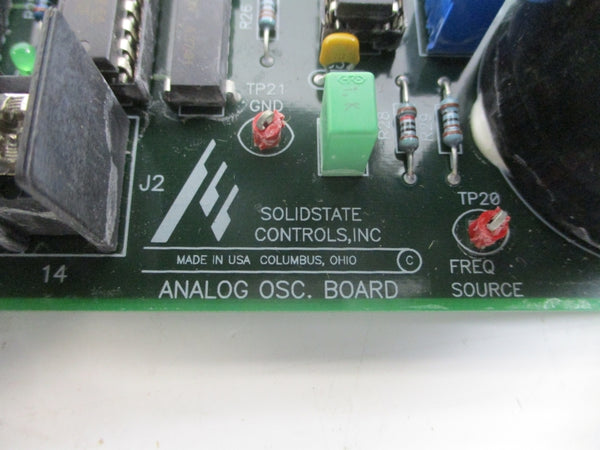 R26
TP21
GND
R28
J2
SOLIDSTATE
CONTROLS,INC
TP20
MADE IN USA COLUMBUS, OHIO C
FREQ
SOURCE
14
ANALOG OSC. BOARD